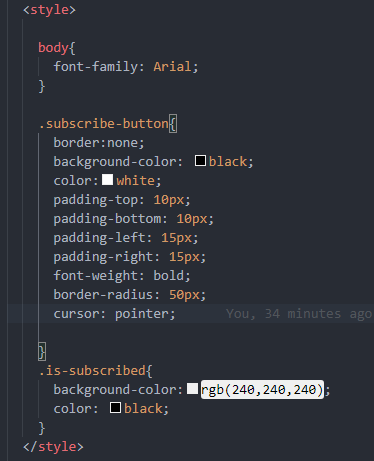 <style>
body{
font-family: Arial;
}
.subscribe-button{
border:none;
background-color: black;
color:white;
padding-top: 10px;
padding-bottom: 10px;
padding-left: 15px;
padding-right: 15px;
font-weight: bold;
border-radius: 50px;
cursor: pointer; You, 34 minutes ago
}
.is-subscribed{
background-color:rgb(240,240,240);
color: black;
}
</style>